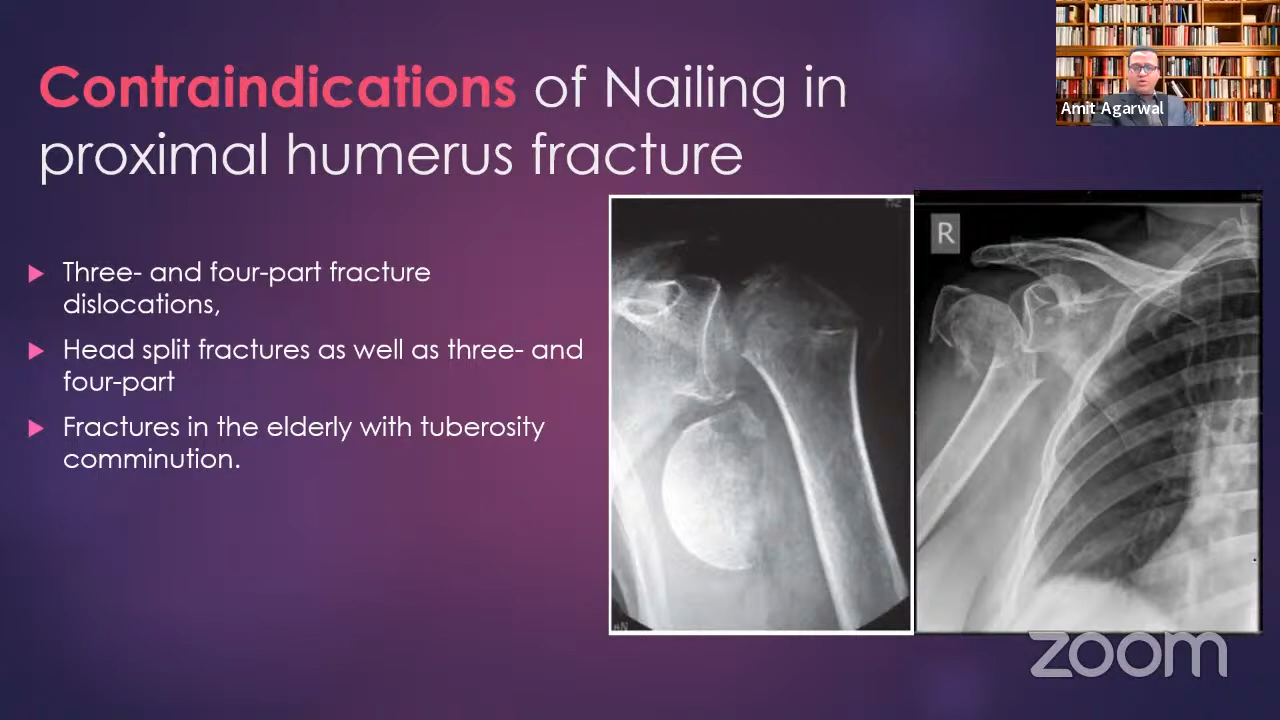 Contraindications of Nailing in
proximal humerus fracture
Amit Agarwal
Three- and four-part fracture
dislocations,
Head split fractures as well as three- and
four-part
Fractures in the elderly with tuberosity
comminution.
R
zoom